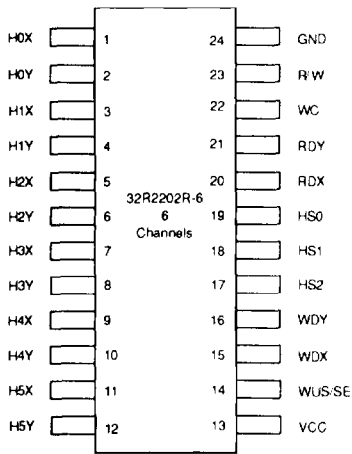 H0X 1 24 GND
H0Y 2 23 R/W
H1X 3 22 WC
H1Y 4 21 RDY
H2X 5 20 RDX
32R2202R-6
H2Y 6 6 19 HS0
Channels
H3X 7 18 HS1
H3Y 8 17 HS2
H4X 9 16 WDY
H4Y 10 15 WDX
H5X 11 14 WUS/SE
H5Y 12 13 VCC